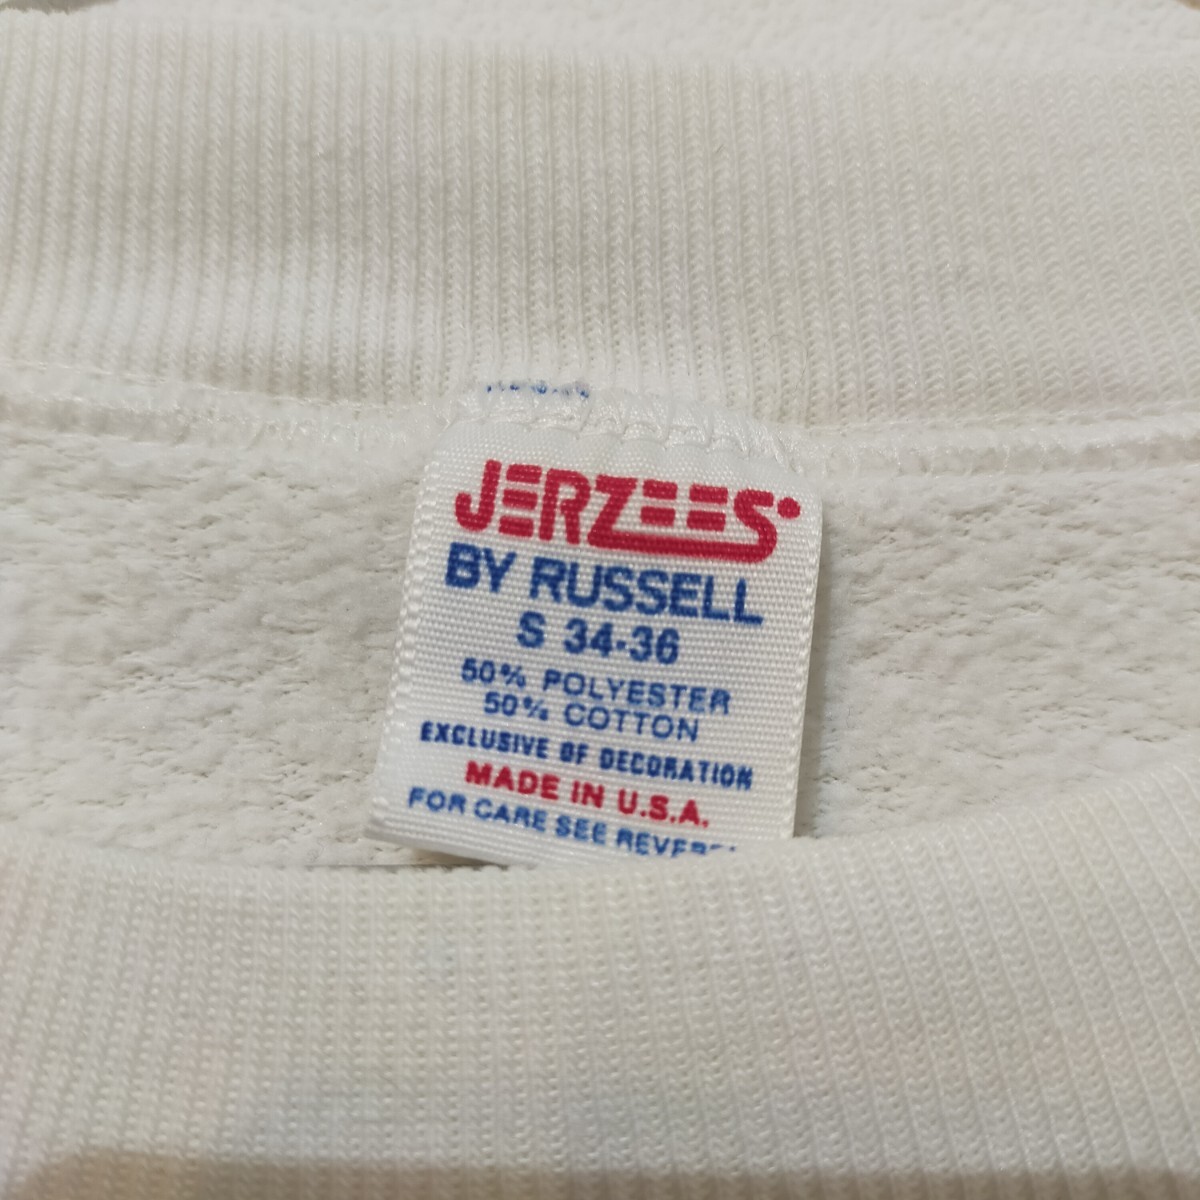 JERZEES
BY RUSSELL
S 34-36
50% POLYESTER
50% COTTON
EXCLUSIVE OF DECORATION
MADE IN U.S.A.
FOR CARE SEE